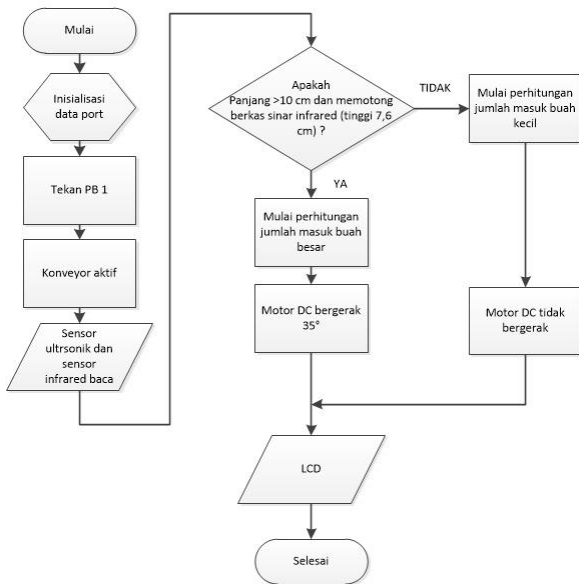 Mulai
Inisialisasi
data port
Tekan PB 1
Konveyor aktif
Sensor
ultrsonik dan
sensor
infrared baca
Apakah
Panjang >10 cm dan memotong
berkas sinar infrared (tinggi 7,6
cm) ?
TIDAK
Mulai perhitungan
jumlah masuk buah
kecil
YA
Mulai perhitungan
jumlah masuk buah
besar
Motor DC bergerak
35°
Motor DC tidak
bergerak
LCD
Selesai